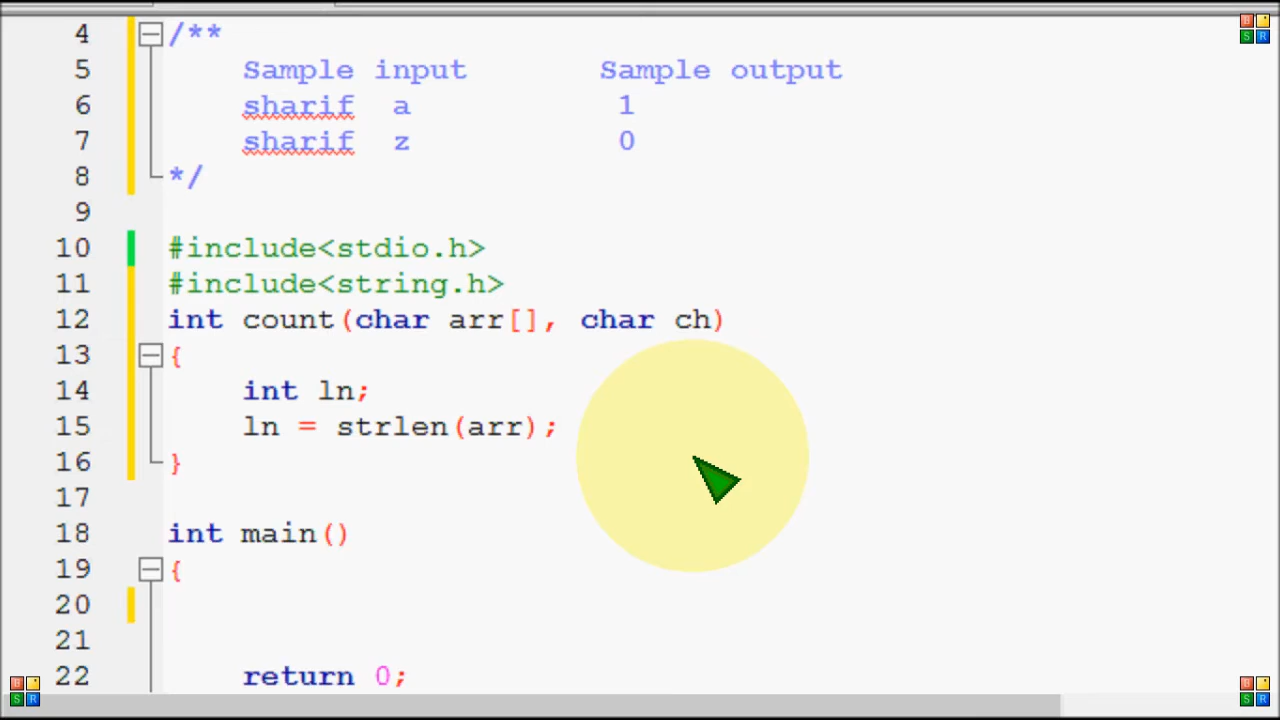 4 /**
5 Sample input Sample output
6 sharif a 1
7 sharif z 0
8 */
9
10 #include<stdio.h>
11 #include<string.h>
12 int count(char arr[], char ch)
13 {
14 int ln;
15 ln = strlen(arr);
16 }
17
18 int main()
19 {
20
21
22 return 0;